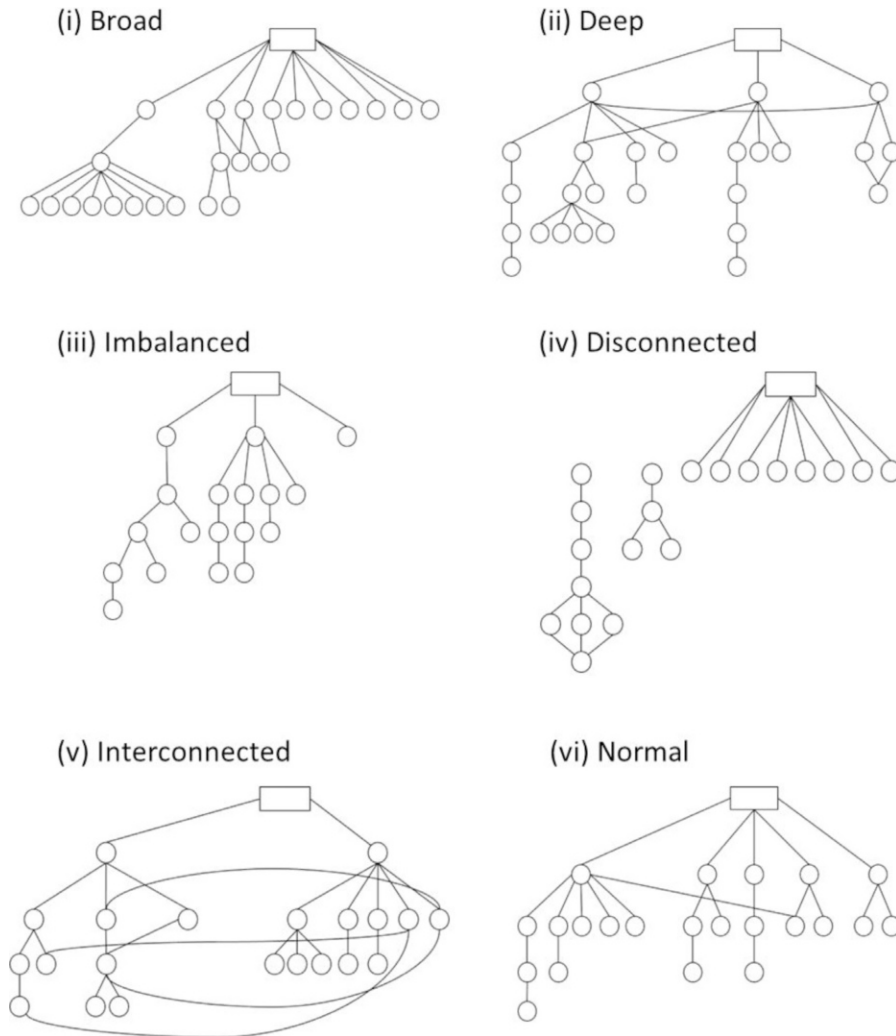 (i) Broad
(ii) Deep
(iii) Imbalanced
(iv) Disconnected
(v) Interconnected
(vi) Normal